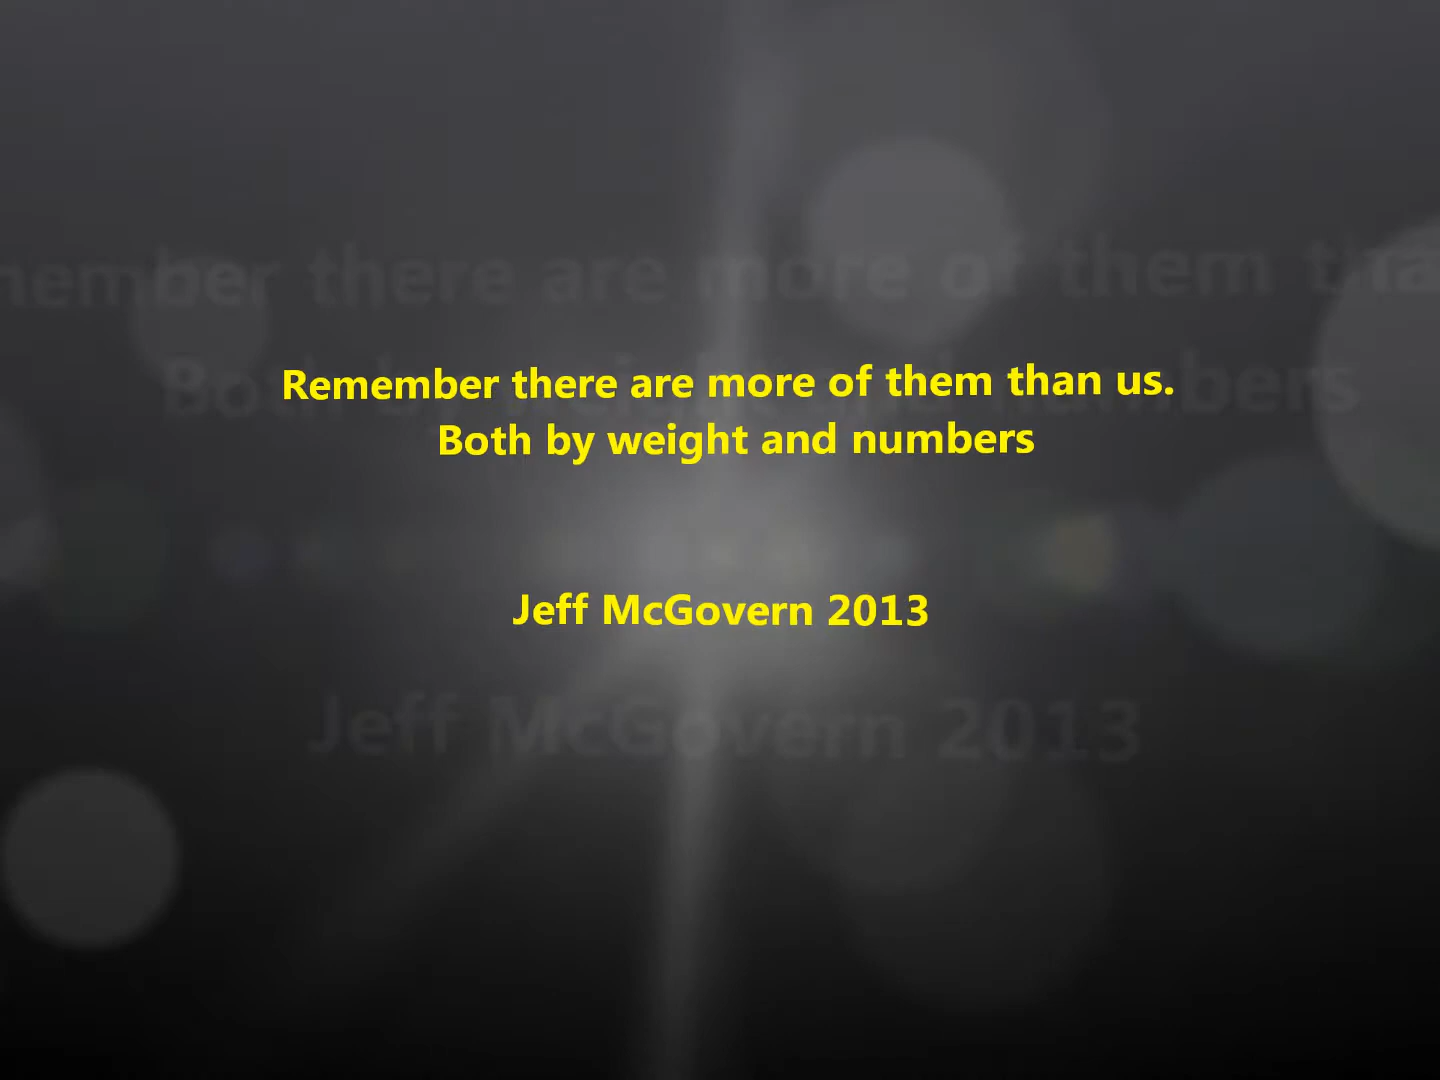 Remember there are more of them than us.
Both by weight and numbers
Jeff McGovern 2013